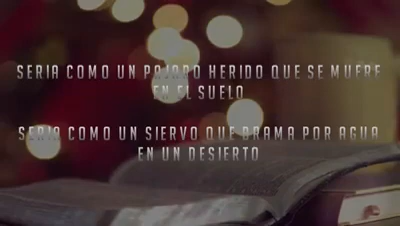 SERIA COMO UN PAJARO HERIDO QUE SE MUERE
EN EL SUELO
SERIA COMO UN SIERVO QUE BRAMA POR AGUA
EN UN DESIERTO